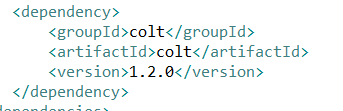 <dependency>
<groupId>colt</groupId>
<artifactId>colt</artifactId>
<version>1.2.0</version>
</dependency>